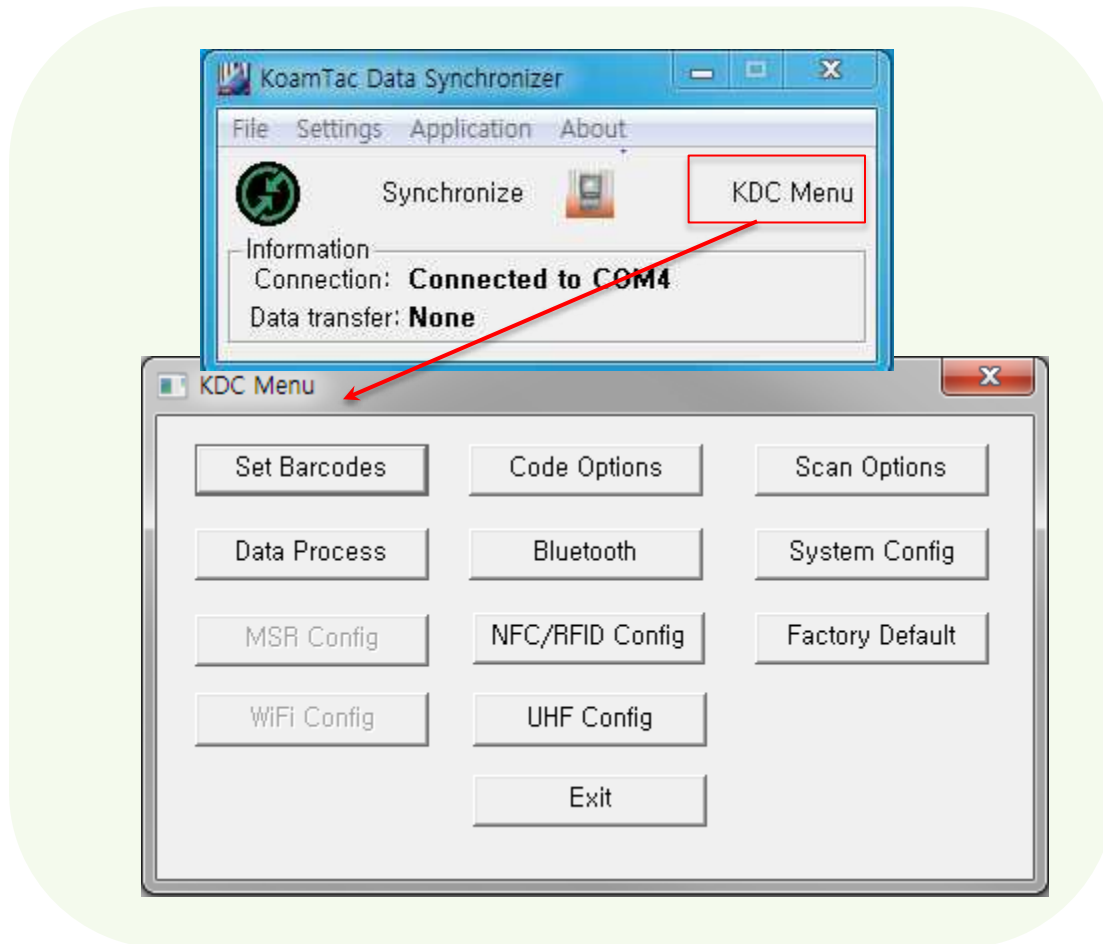 KoamTac Data Synchronizer
File Settings Application About
Synchronize KDC Menu
Information
Connection: Connected to COM4
Data transfer: None
KDC Menu
Set Barcodes Code Options Scan Options
Data Process Bluetooth System Config
MSR Config NFC/RFID Config Factory Default
WiFi Config UHF Config
Exit